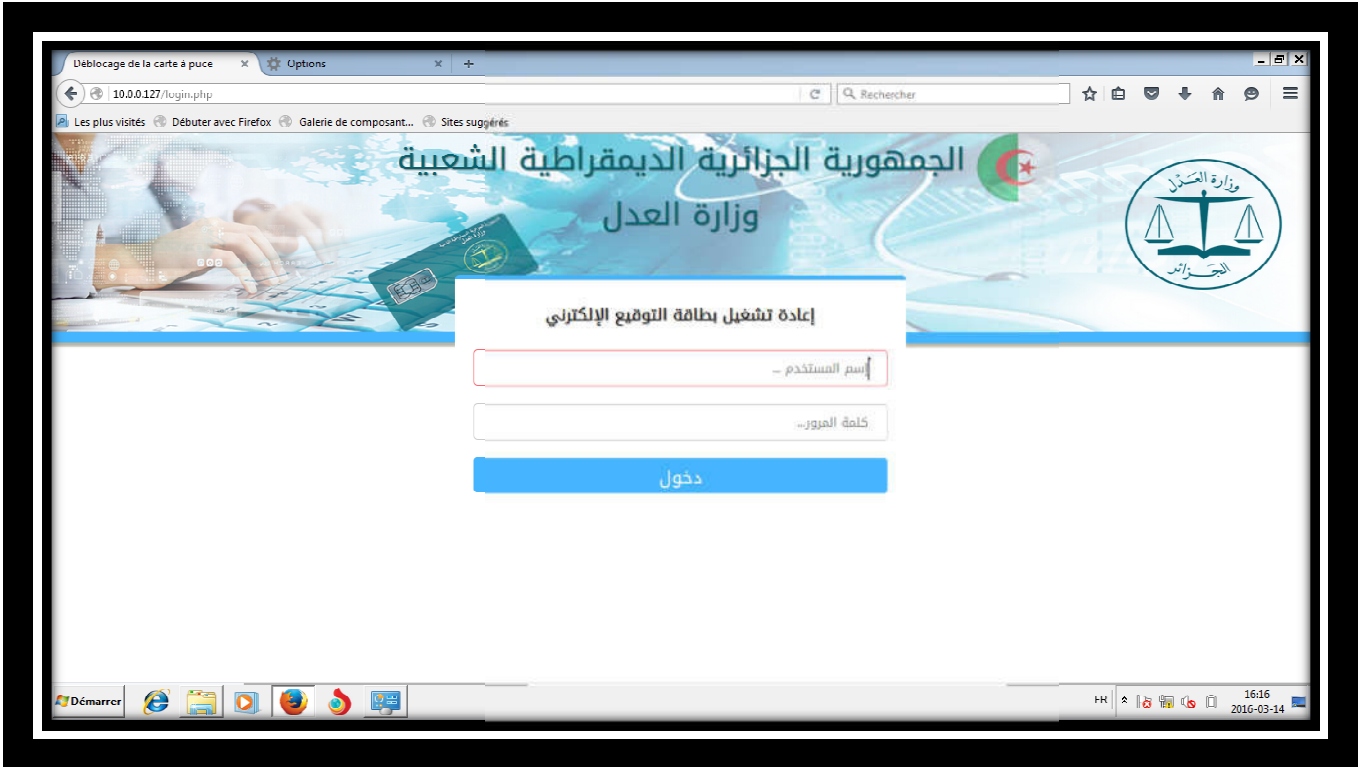 Déblocage de la carte à puce
Options
10.0.0.127/login.php
Rechercher
Les plus visités
Débuter avec Firefox
Galerie de composant...
Sites suggérés
الجمهورية الجزائرية الديمقراطية الشعبية
وزارة العدل
وزارة العدل
الجزائر
إعادة تشغيل بطاقة التوقيع الإلكتروني
إسم المستخدم ...
كلمة المرور...
دخول
Démarrer
FR
16:16
2016-03-14